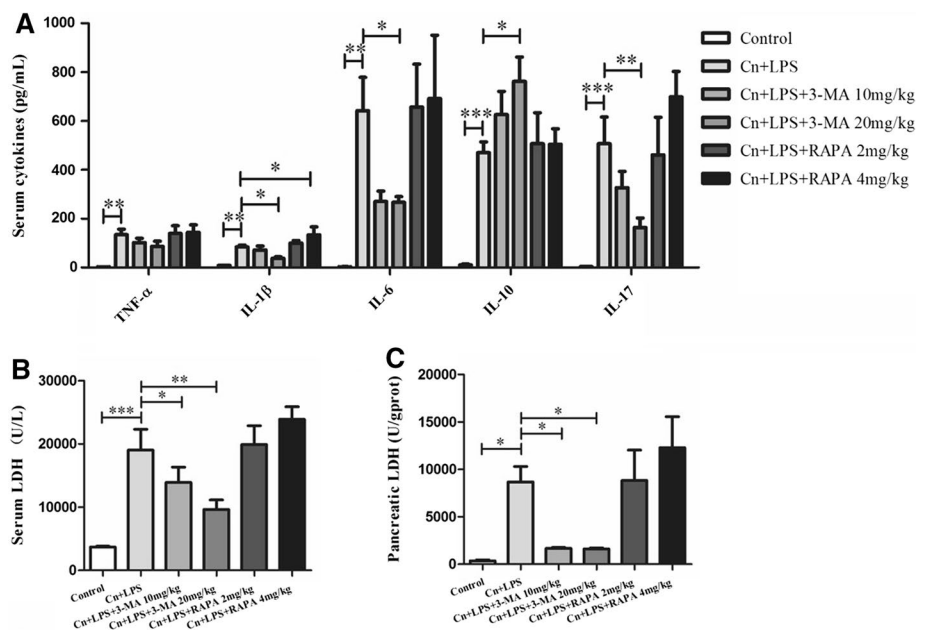 A
Serum cytokines (pg/mL)
1000
800
600
400
200
0
**
**
*
*
**
*
***
*
***
**
TNF-α
IL-1β
IL-6
IL-10
IL-17
Control
Cn+LPS
Cn+LPS+3-MA 10mg/kg
Cn+LPS+3-MA 20mg/kg
Cn+LPS+RAPA 2mg/kg
Cn+LPS+RAPA 4mg/kg
B
Serum LDH (U/L)
30000
20000
10000
0
***
*
**
Control
Cn+LPS
Cn+LPS+3-MA 10mg/kg
Cn+LPS+3-MA 20mg/kg
Cn+LPS+RAPA 2mg/kg
Cn+LPS+RAPA 4mg/kg
C
Pancreatic LDH (U/gprot)
20000
15000
10000
5000
0
*
*
*
Control
Cn+LPS
Cn+LPS+3-MA 10mg/kg
Cn+LPS+3-MA 20mg/kg
Cn+LPS+RAPA 2mg/kg
Cn+LPS+RAPA 4mg/kg